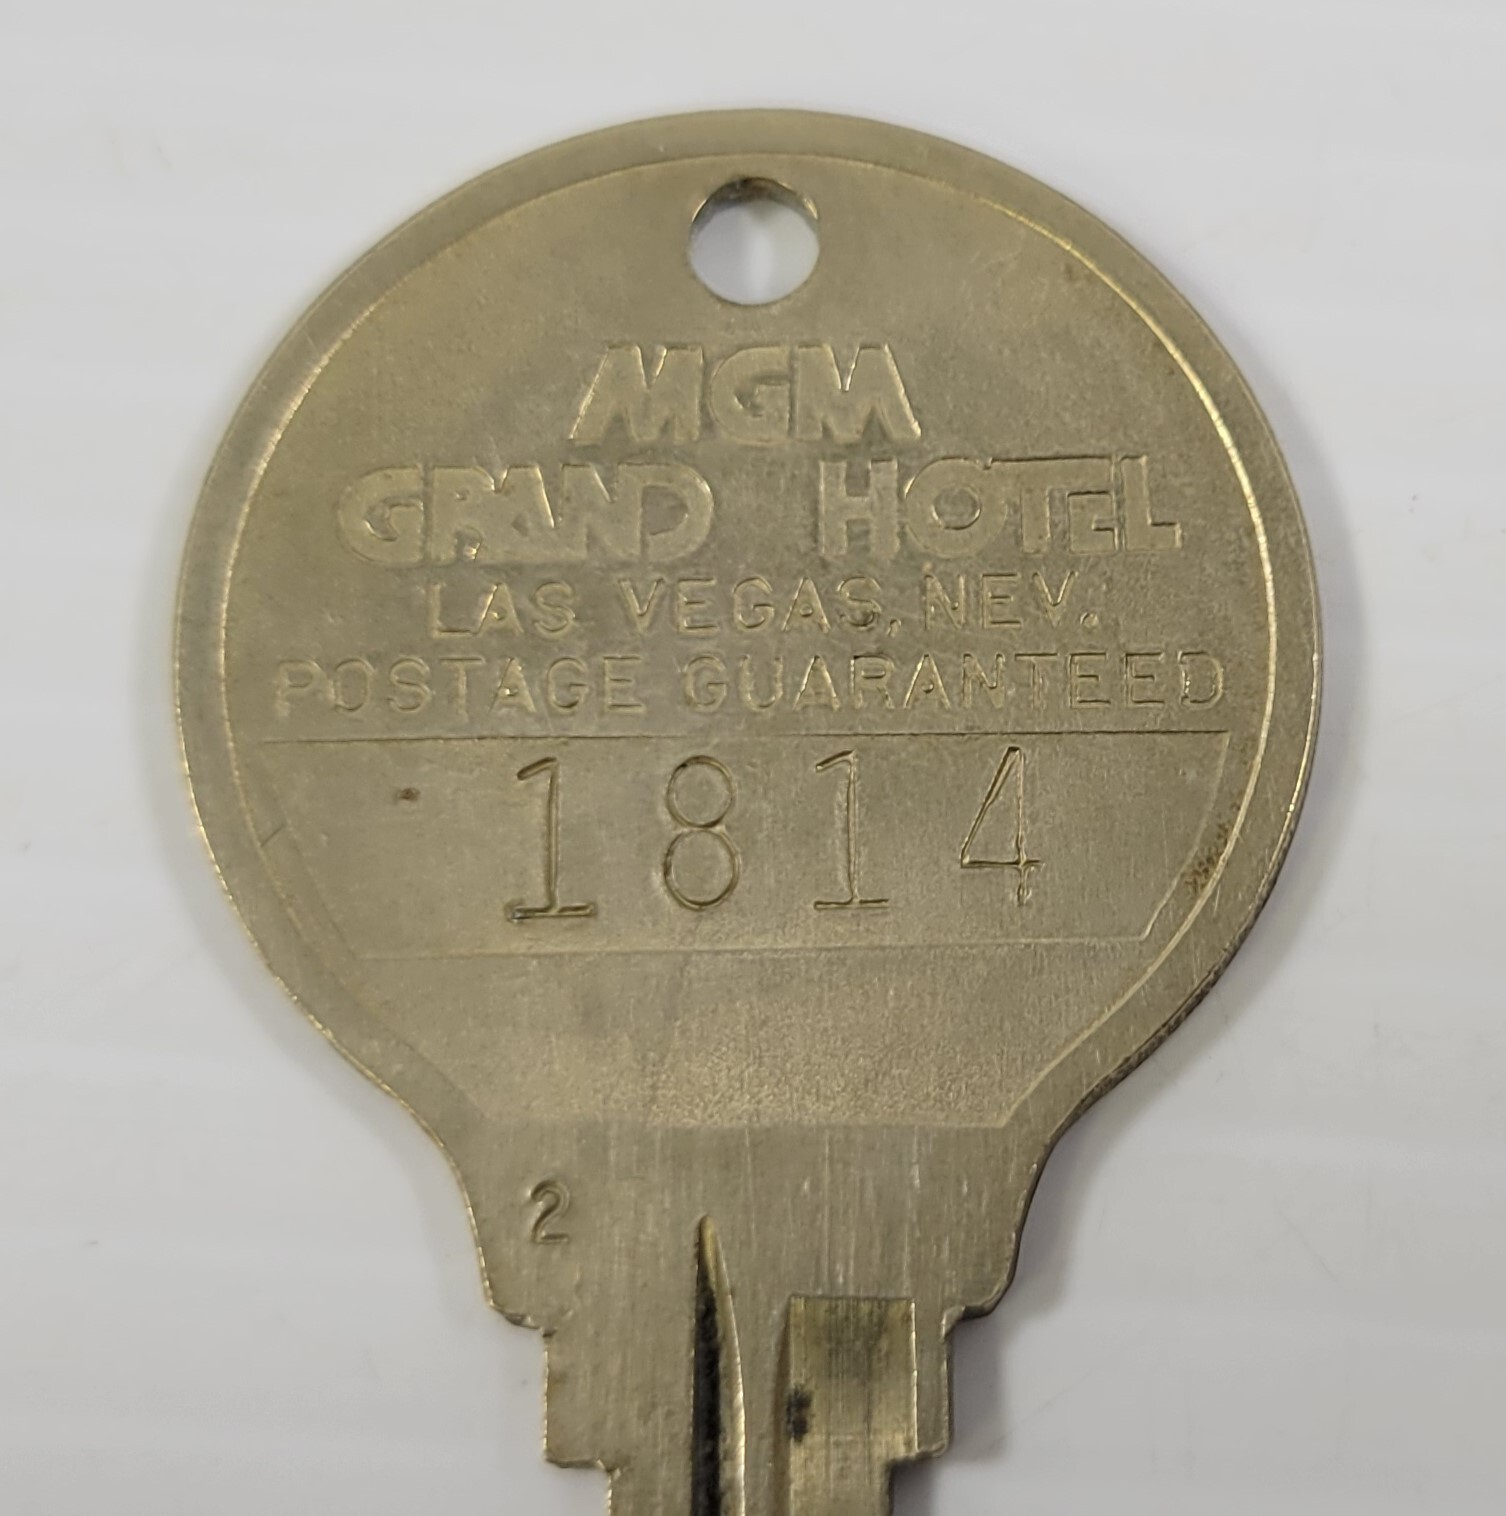 MGM
GRAND HOTEL
LAS VEGAS, NEV.
POSTAGE GUARANTEED
1814
2